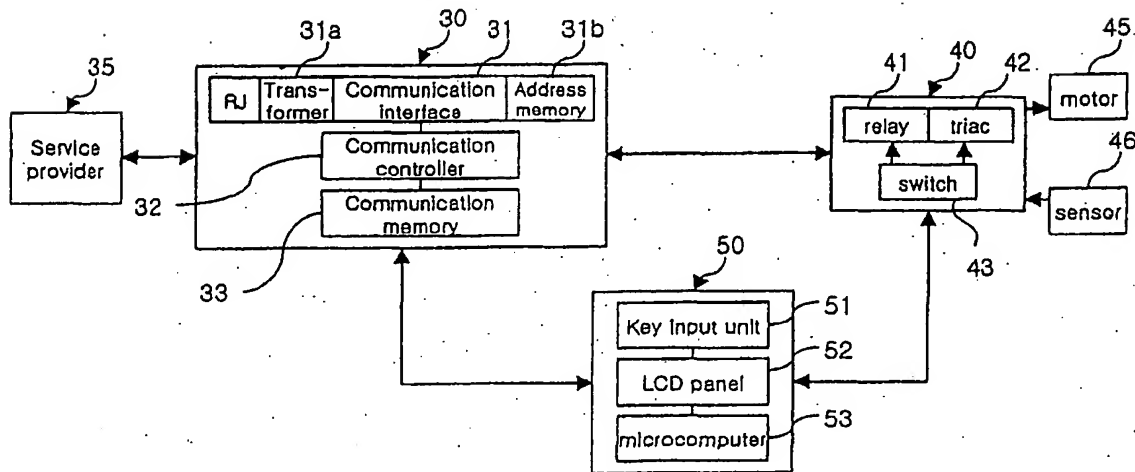 35
Service
provider
30
31a
31
31b
RJ
Trans-
former
Communication
interface
Address
memory
Communication
controller
32
Communication
memory
33
40
41
42
relay
triac
switch
43
45
motor
46
sensor
50
Key input unit
51
LCD panel
52
microcomputer
53